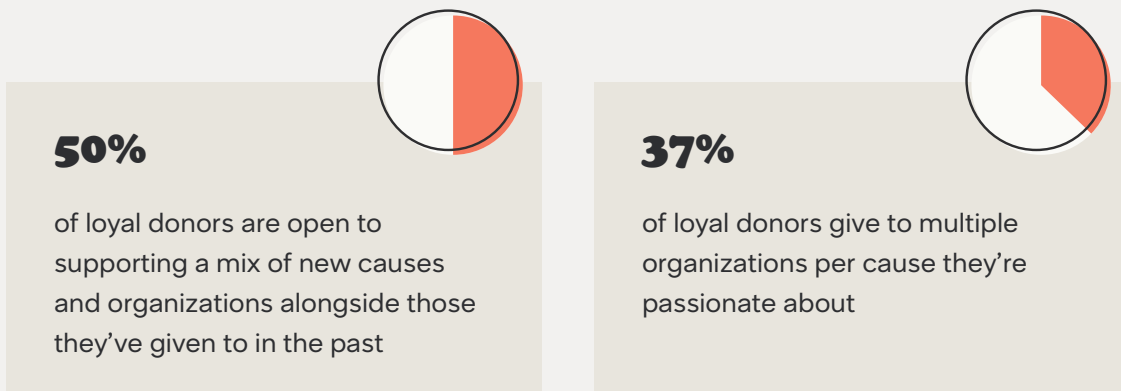 50%
of loyal donors are open to
supporting a mix of new causes
and organizations alongside those
they’ve given to in the past
37%
of loyal donors give to multiple
organizations per cause they’re
passionate about